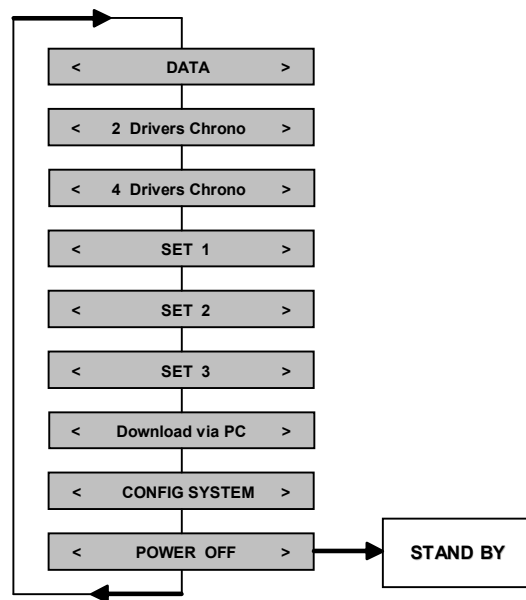 < DATA >
< 2 Drivers Chrono >
< 4 Drivers Chrono >
< SET 1 >
< SET 2 >
< SET 3 >
< Download via PC >
< CONFIG SYSTEM >
< POWER OFF >
STAND BY